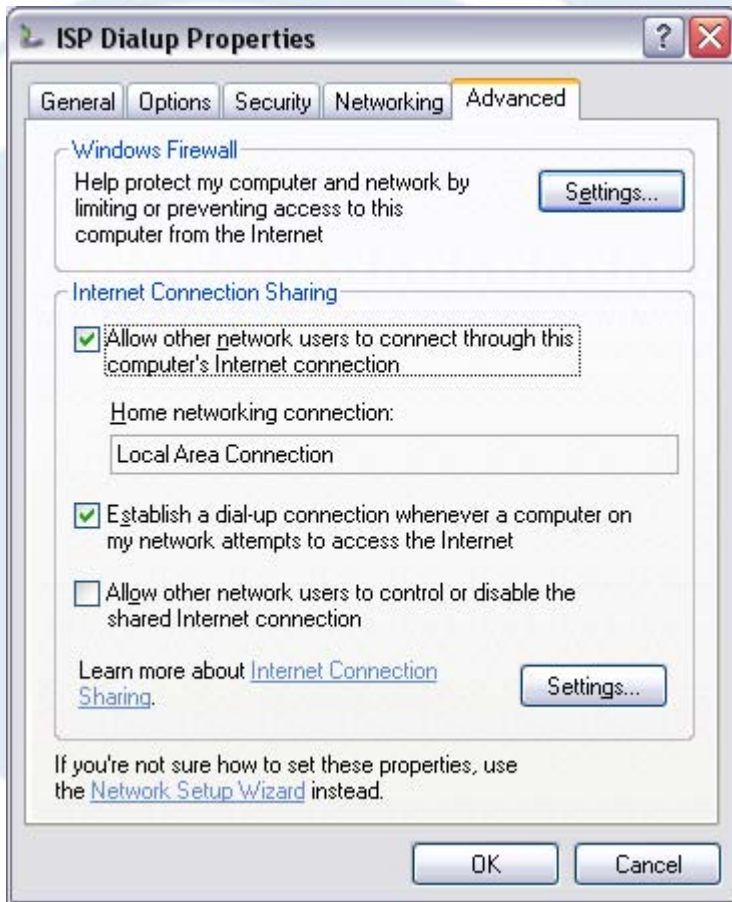 ISP Dialup Properties
General Options Security Networking Advanced
Windows Firewall
Help protect my computer and network by
limiting or preventing access to this
computer from the Internet
Settings...
Internet Connection Sharing
Allow other network users to connect through this
computer's Internet connection
Home networking connection:
Local Area Connection
Establish a dial-up connection whenever a computer on
my network attempts to access the Internet
Allow other network users to control or disable the
shared Internet connection
Learn more about Internet Connection
Sharing.
Settings...
If you're not sure how to set these properties, use
the Network Setup Wizard instead.
OK Cancel